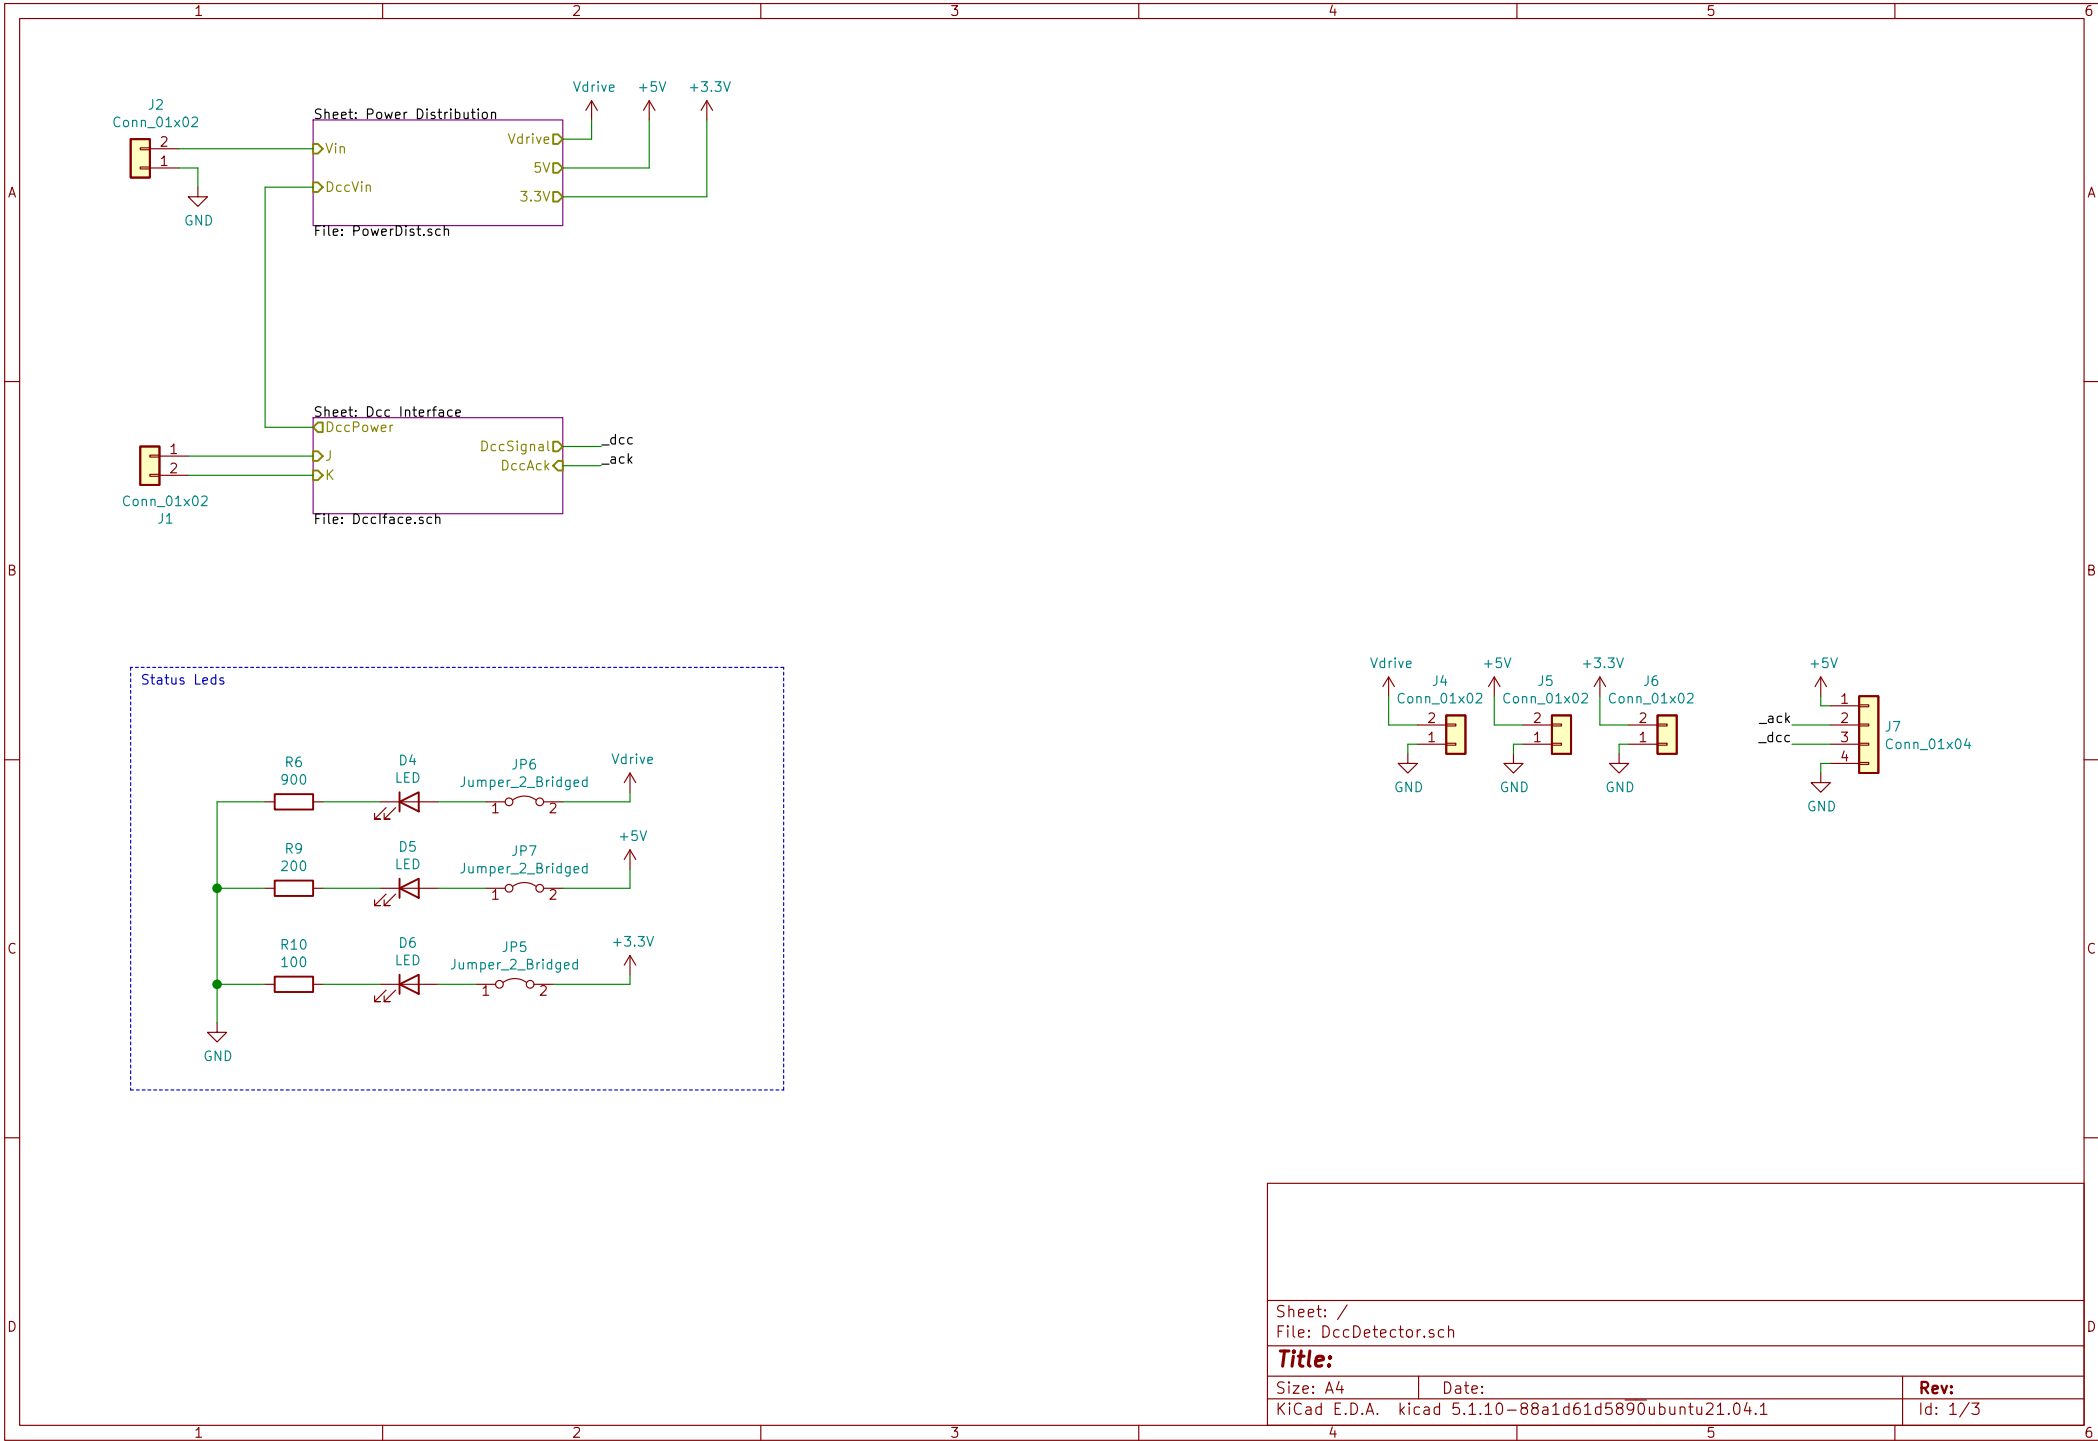 1 2 3 4 5 6
Vdrive +5V +3.3V
J2
Conn_01x02
2
1
GND
Sheet: Power Distribution
Vin
DccVin
Vdrive
5V
3.3V
File: PowerDist.sch
A A
Sheet: Dcc Interface
DccPower
J
K
DccSignal
DccAck
_dcc
_ack
File: DccIface.sch
1
2
Conn_01x02
J1
B B
Status Leds
R6
900
D4
LED
JP6
Jumper_2_Bridged
1 2
Vdrive
R9
200
D5
LED
JP7
Jumper_2_Bridged
1 2
+5V
R10
100
D6
LED
JP5
Jumper_2_Bridged
1 2
+3.3V
GND
Vdrive
J4
Conn_01x02
2
1
GND
+5V
J5
Conn_01x02
2
1
GND
+3.3V
J6
Conn_01x02
2
1
GND
+5V
_ack
_dcc
1
2
3
4
J7
Conn_01x04
GND
C C
D D
Sheet: /
File: DccDetector.sch
Title:
Size: A4 Date: Rev:
KiCad E.D.A. kicad 5.1.10-88a1d61d5890ubuntu21.04.1 Id: 1/3
1 2 3 4 5 6